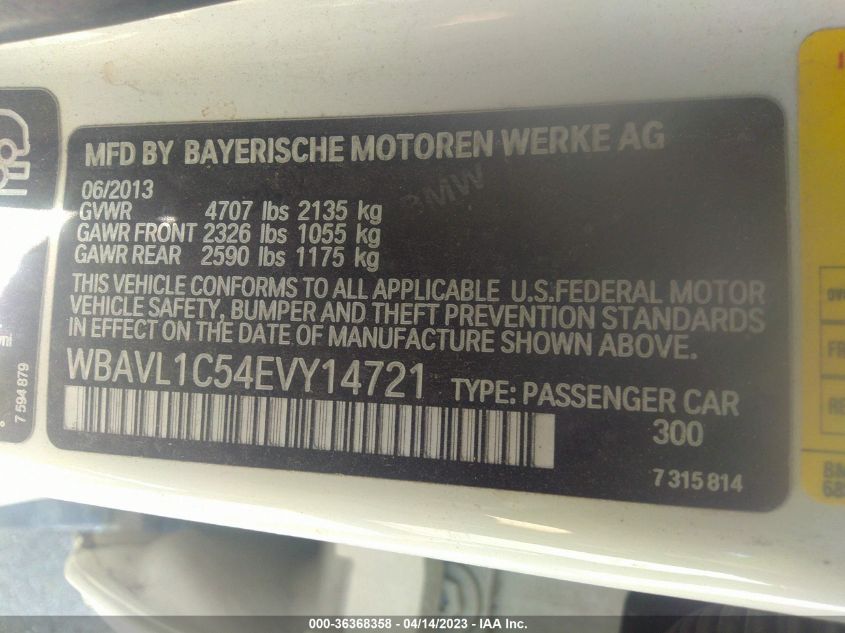 MFD BY BAYERISCHE MOTOREN WERKE AG
BMW
06/2013
GVWR 4707 lbs 2135 kg
GAWR FRONT 2326 lbs 1055 kg
GAWR REAR 2590 lbs 1175 kg
THIS VEHICLE CONFORMS TO ALL APPLICABLE U.S.FEDERAL MOTOR
VEHICLE SAFETY, BUMPER AND THEFT PREVENTION STANDARDS
IN EFFECT ON THE DATE OF MANUFACTURE SHOWN ABOVE.
WBAVL1C54EVY14721 TYPE: PASSENGER CAR
300
7 315 814
7 594 879
000-36368358 - 04/14/2023 - IAA Inc.